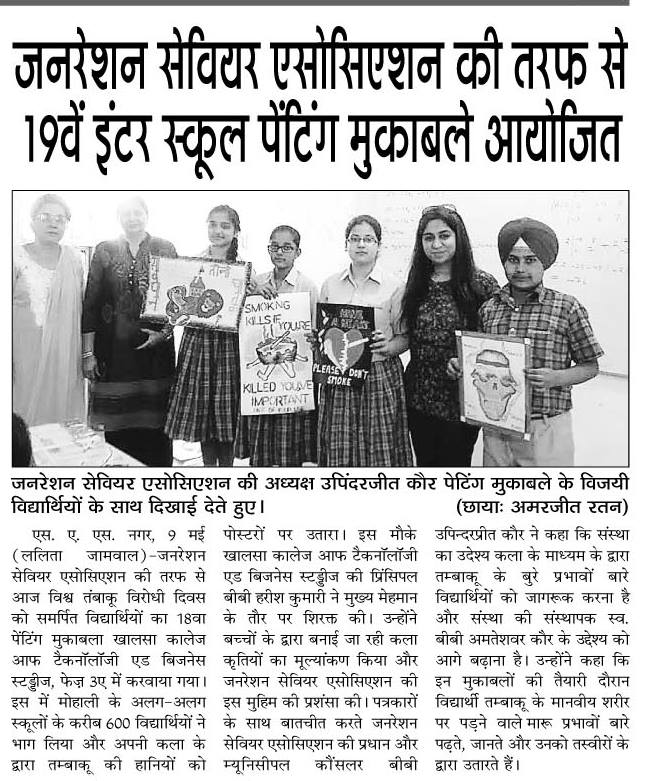 जनरेशन सेवियर एसोसिएशन की तरफ से
19वें इंटर स्कूल पेंटिंग मुकाबले आयोजित
SMOKNG
KILLS IF
YOU'RE
KILLED YOU'VE
IMPORTANT
HAVE
A HEART
PLEASE DON'T
SMOKE
जनरेशन सेवियर एसोसिएशन की अध्यक्ष उपिंदरजीत कौर पेटिंग मुकाबले के विजयी
विद्यार्थियों के साथ दिखाई देते हुए। (छायाः अमरजीत रतन)
एस. ए. एस. नगर, 9 मई
(ललिता जामवाल)-जनरेशन
सेवियर एसोसिएशन की तरफ से
आज विश्व तंबाकू विरोधी दिवस
को समर्पित विद्यार्थियों का 18वा
पेंटिंग मुकाबला खालसा कालेज
आफ टैकनॉलॉजी एड बिजनेस
स्टड्डीज, फेज़ 3ए में करवाया गया।
इस में मोहाली के अलग-अलग
स्कूलों के करीब 600 विद्यार्थियों ने
भाग लिया और अपनी कला के
द्वारा तम्बाकू की हानियों को
पोस्टरों पर उतारा। इस मौके
खालसा कालेज आफ टैकनॉलॉजी
एड बिजनेस स्टड्डीज की प्रिंसिपल
बीबी हरीश कुमारी ने मुख्य मेहमान
के तौर पर शिरक्त की। उन्होंने
बच्चों के द्वारा बनाई जा रही कला
कृतियों का मूल्यांकण किया और
जनरेशन सेवियर एसोसिएशन की
इस मुहिम की प्रशंसा की। पत्रकारों
के साथ बातचीत करते जनरेशन
सेवियर एसोसिएशन की प्रधान और
म्यूनिसीपल कौंसलर बीबी
उपिन्दरप्रीत कौर ने कहा कि संस्था
का उदेश्य कला के माध्यम के द्वारा
तम्बाकू के बुरे प्रभावों बारे
विद्यार्थियों को जागरूक करना है
और संस्था की संस्थापक स्व.
बीबी अमतेशवर कौर के उद्देश्य को
आगे बढ़ाना है। उन्होंने कहा कि
इन मुकाबलों की तैयारी दौरान
विद्यार्थी तम्बाकू के मानवीय शरीर
पर पड़ने वाले मारू प्रभावों बारे
पढ़ते, जानते और उनको तस्वीरों के
द्वारा उतारते हैं।